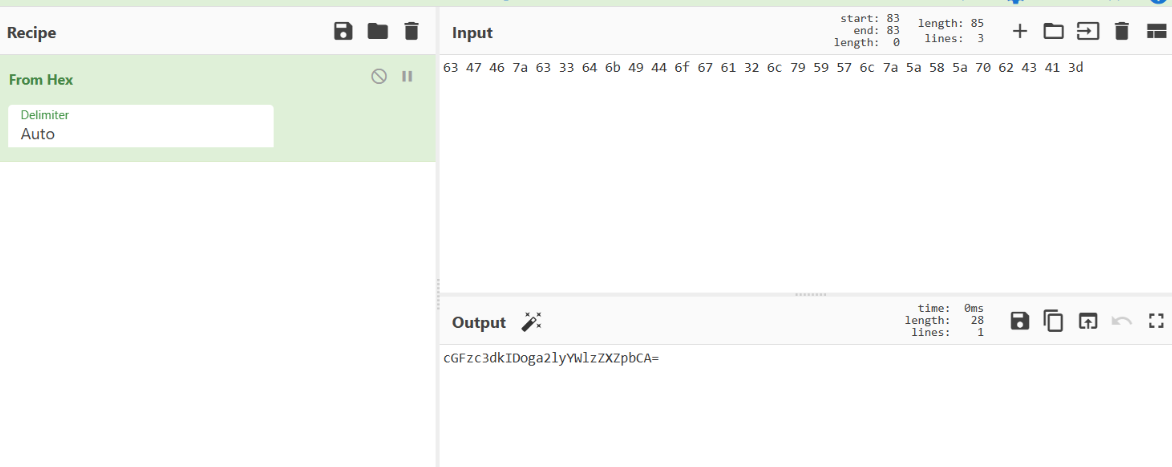 Recipe
From Hex
Delimiter
Auto
Input
start: 83
end: 83
length: 0
length: 85
lines: 3
63 47 46 7a 63 33 64 6b 49 44 6f 67 61 32 6c 79 59 57 6c 7a 5a 58 5a 70 62 43 41 3d
Output
time: 0ms
length: 28
lines: 1
cGFzc3dkIDoga2lyYWlzZXZpbCA=